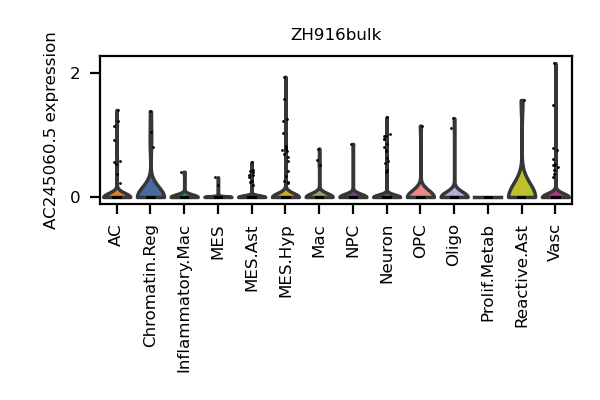 ZH916bulk
AC245060.5 expression
2
0
AC
Chromatin.Reg
Inflammatory.Mac
MES
MES.Ast
MES.Hyp
Mac
NPC
Neuron
OPC
Oligo
Prolif.Metab
Reactive.Ast
Vasc